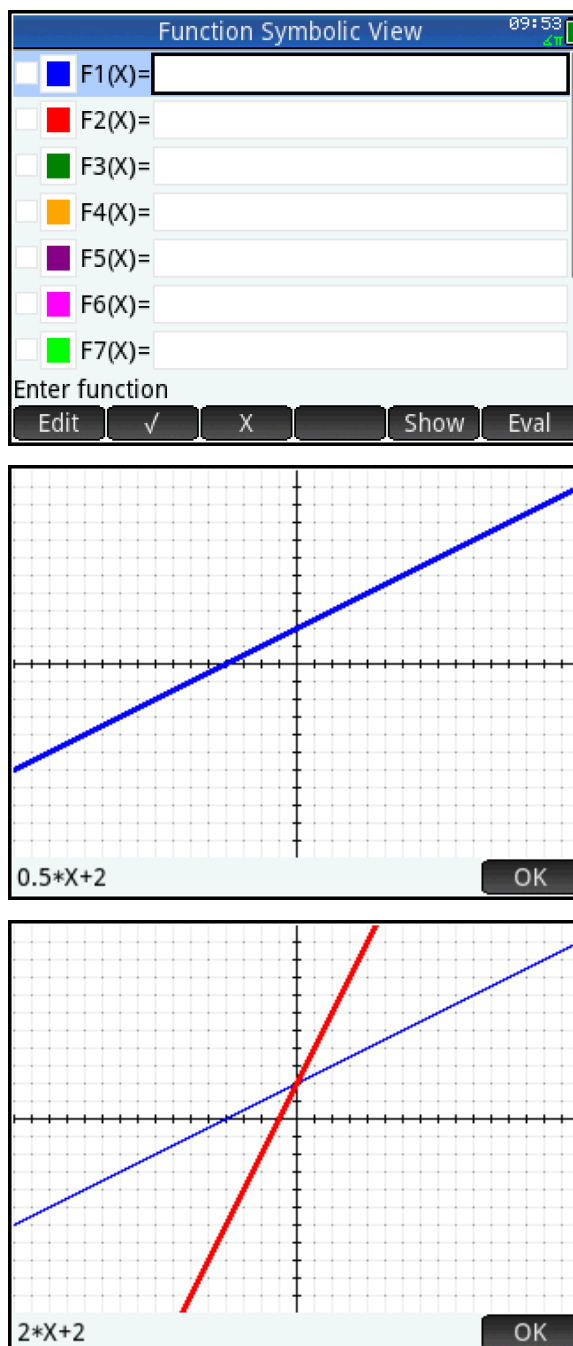 Function Symbolic View 09:53
∡π
F1(X)=
F2(X)=
F3(X)=
F4(X)=
F5(X)=
F6(X)=
F7(X)=
Enter function
Edit √ X Show Eval
0.5*X+2 OK
2*X+2 OK